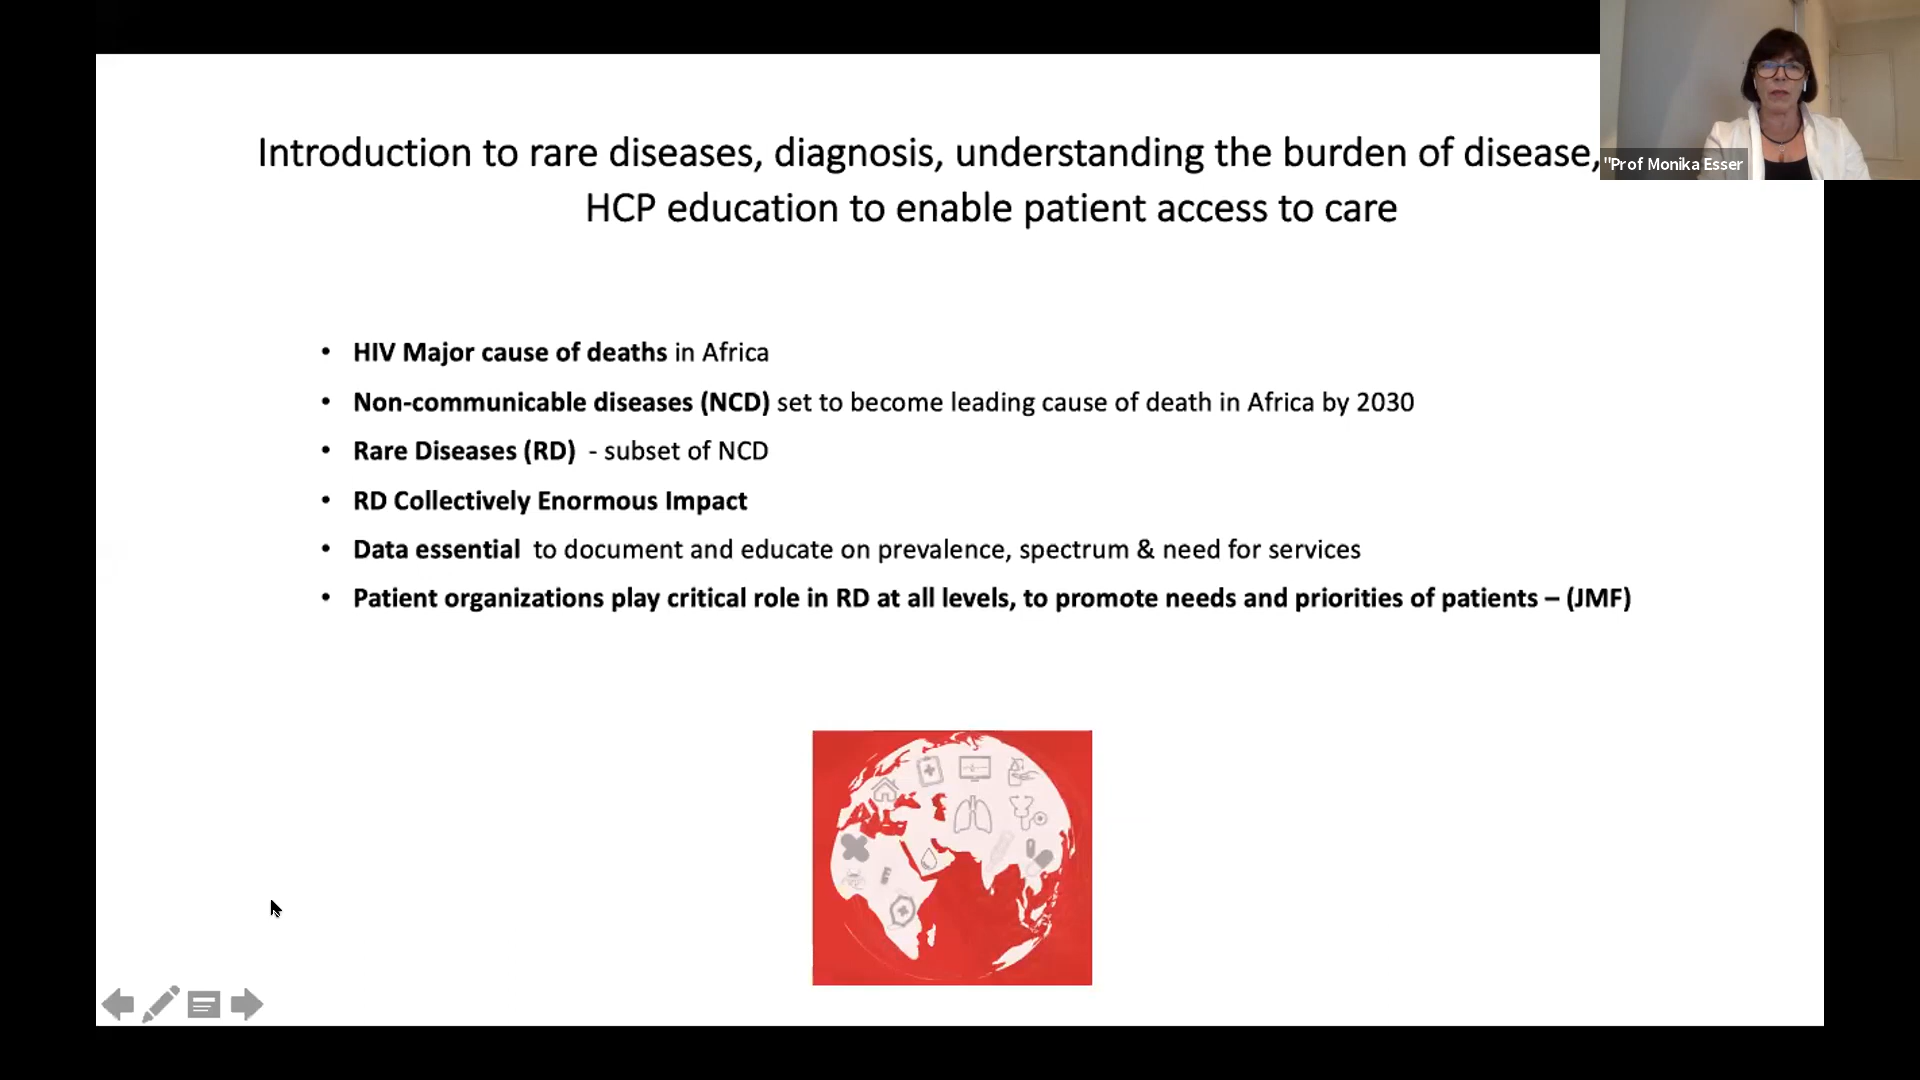 Introduction to rare diseases, diagnosis, understanding the burden of disease,
HCP education to enable patient access to care
"Prof Monika Esser
• HIV Major cause of deaths in Africa
• Non-communicable diseases (NCD) set to become leading cause of death in Africa by 2030
• Rare Diseases (RD) - subset of NCD
• RD Collectively Enormous Impact
• Data essential to document and educate on prevalence, spectrum & need for services
• Patient organizations play critical role in RD at all levels, to promote needs and priorities of patients – (JMF)